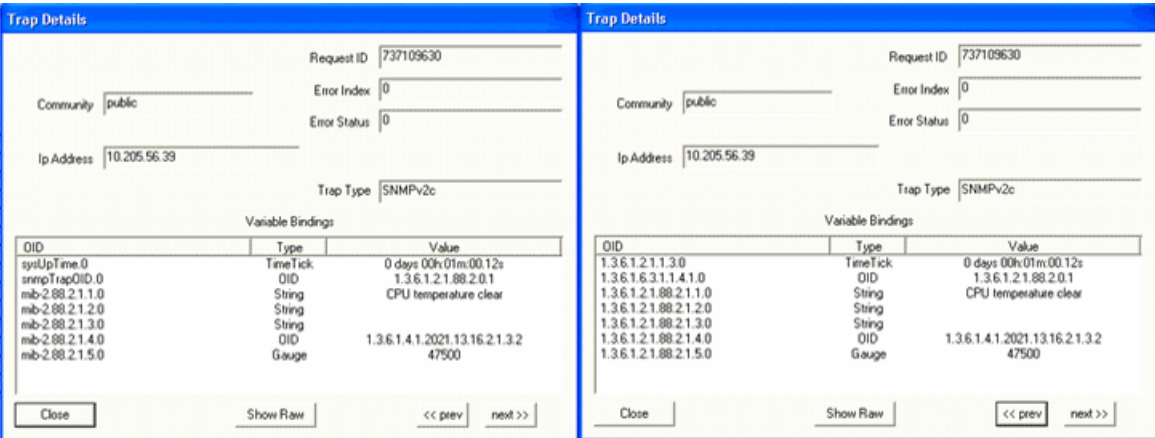 Trap Details
Request ID 737109630
Error Index 0
Community public
Error Status 0
Ip Address 10.205.56.39
Trap Type SNMPv2c
Variable Bindings
OID Type Value
sysUpTime.0 TimeTick 0 days 00h:01m:00.12s
snmpTrapOID.0 OID 1.3.6.1.2.1.88.2.0.1
mib-2.88.2.1.1.0 String CPU temperature clear
mib-2.88.2.1.2.0 String
mib-2.88.2.1.3.0 String
mib-2.88.2.1.4.0 OID 1.3.6.1.4.1.2021.13.16.2.1.3.2
mib-2.88.2.1.5.0 Gauge 47500
Close Show Raw << prev next >>
Trap Details
Request ID 737109630
Error Index 0
Community public
Error Status 0
Ip Address 10.205.56.39
Trap Type SNMPv2c
Variable Bindings
OID Type Value
1.3.6.1.2.1.1.3.0 TimeTick 0 days 00h:01m:00.12s
1.3.6.1.6.3.1.1.4.1.0 OID 1.3.6.1.2.1.88.2.0.1
1.3.6.1.2.1.88.2.1.1.0 String CPU temperature clear
1.3.6.1.2.1.88.2.1.2.0 String
1.3.6.1.2.1.88.2.1.3.0 String
1.3.6.1.2.1.88.2.1.4.0 OID 1.3.6.1.4.1.2021.13.16.2.1.3.2
1.3.6.1.2.1.88.2.1.5.0 Gauge 47500
Close Show Raw << prev next >>